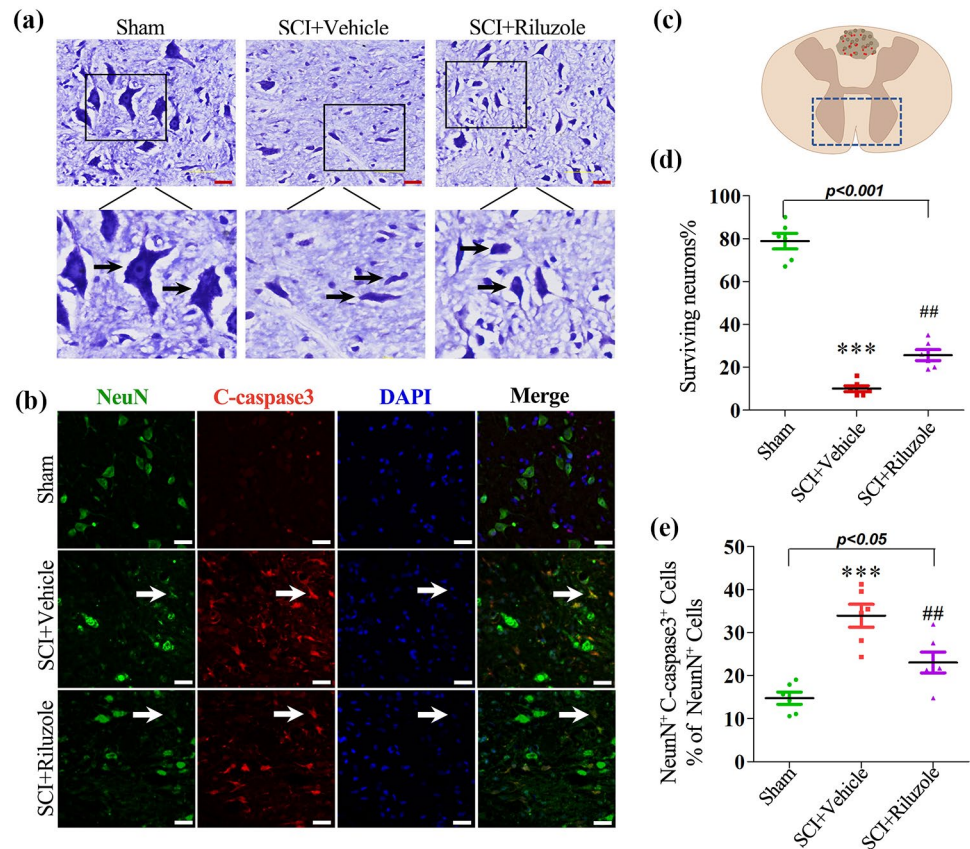 (a)
Sham SCI+Vehicle SCI+Riluzole
(b)
NeuN C-caspase3 DAPI Merge
Sham
SCI+Vehicle
SCI+Riluzole
(c)
(d)
p<0.001
Surviving neurons%
100
80
60
40
20
0
***
##
Sham
SCI+Vehicle
SCI+Riluzole
(e)
p<0.05
NeunN+ C-caspase3+ Cells
% of NeunN+ Cells
50
40
30
20
10
0
***
##
Sham
SCI+Vehicle
SCI+Riluzole